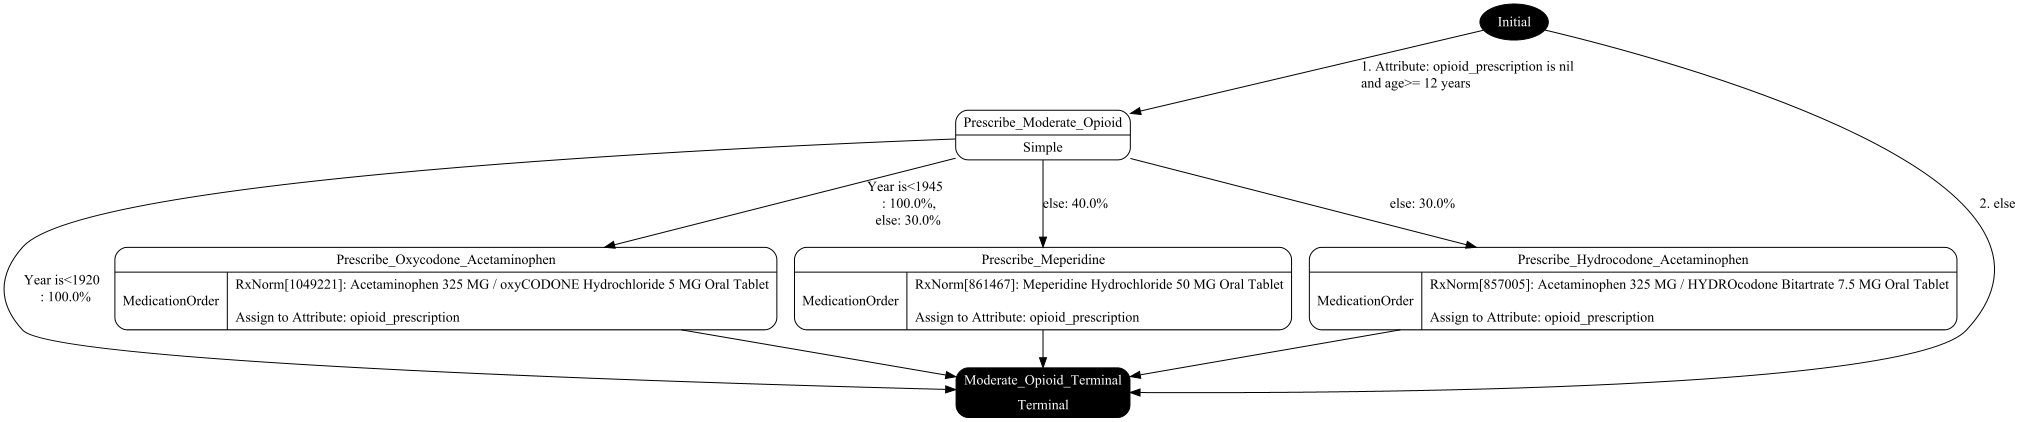 Initial
1. Attribute: opioid_prescription is nil
and age>= 12 years
Prescribe_Moderate_Opioid
Simple
Year is<1945
: 100.0%,
else: 30.0%
else: 40.0%
else: 30.0%
2. else
Year is<1920
: 100.0%
Prescribe_Oxycodone_Acetaminophen
MedicationOrder
RxNorm[1049221]: Acetaminophen 325 MG / oxyCODONE Hydrochloride 5 MG Oral Tablet
Assign to Attribute: opioid_prescription
Prescribe_Meperidine
MedicationOrder
RxNorm[861467]: Meperidine Hydrochloride 50 MG Oral Tablet
Assign to Attribute: opioid_prescription
Prescribe_Hydrocodone_Acetaminophen
MedicationOrder
RxNorm[857005]: Acetaminophen 325 MG / HYDROcodone Bitartrate 7.5 MG Oral Tablet
Assign to Attribute: opioid_prescription
Moderate_Opioid_Terminal
Terminal